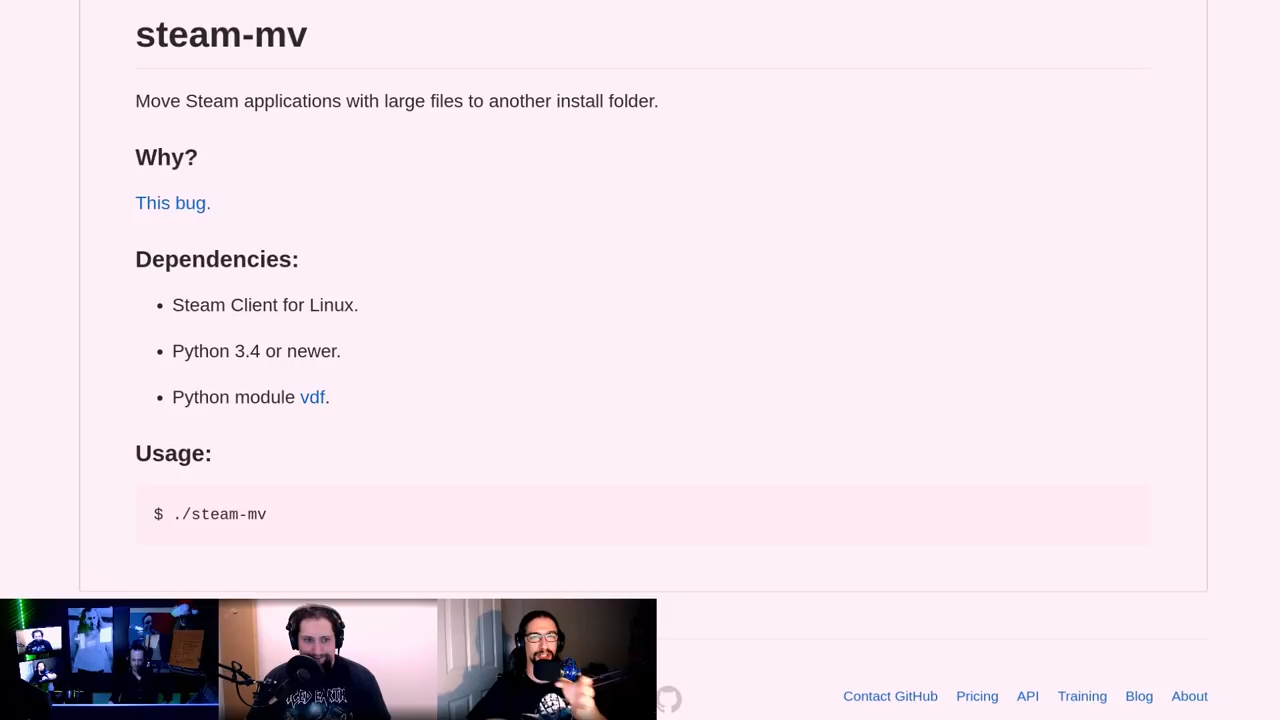 steam-mv
Move Steam applications with large files to another install folder.
Why?
This bug.
Dependencies:
• Steam Client for Linux.
• Python 3.4 or newer.
• Python module vdf.
Usage:
$ ./steam-mv
Contact GitHub Pricing API Training Blog About